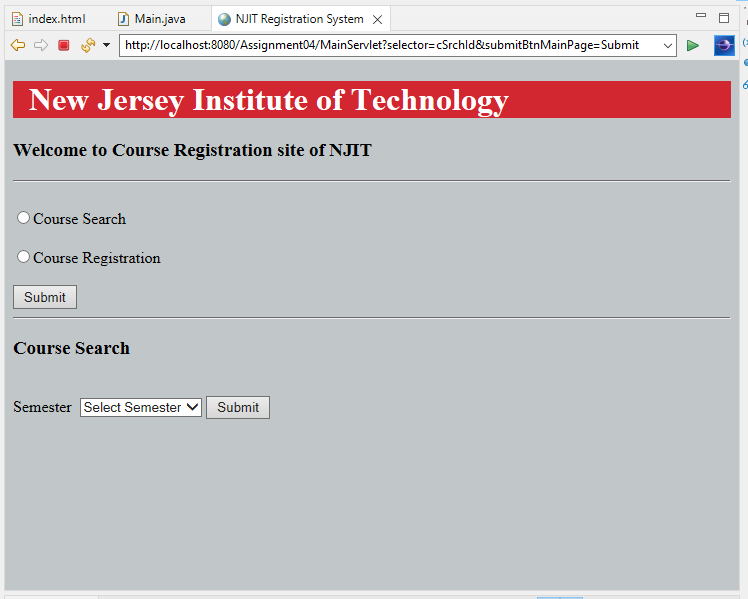 index.html Main.java NJIT Registration System
http://localhost:8080/Assignment04/MainServlet?selector=cSrchId&submitBtnMainPage=Submit
New Jersey Institute of Technology
Welcome to Course Registration site of NJIT
Course Search
Course Registration
Submit
Course Search
Semester Select Semester Submit